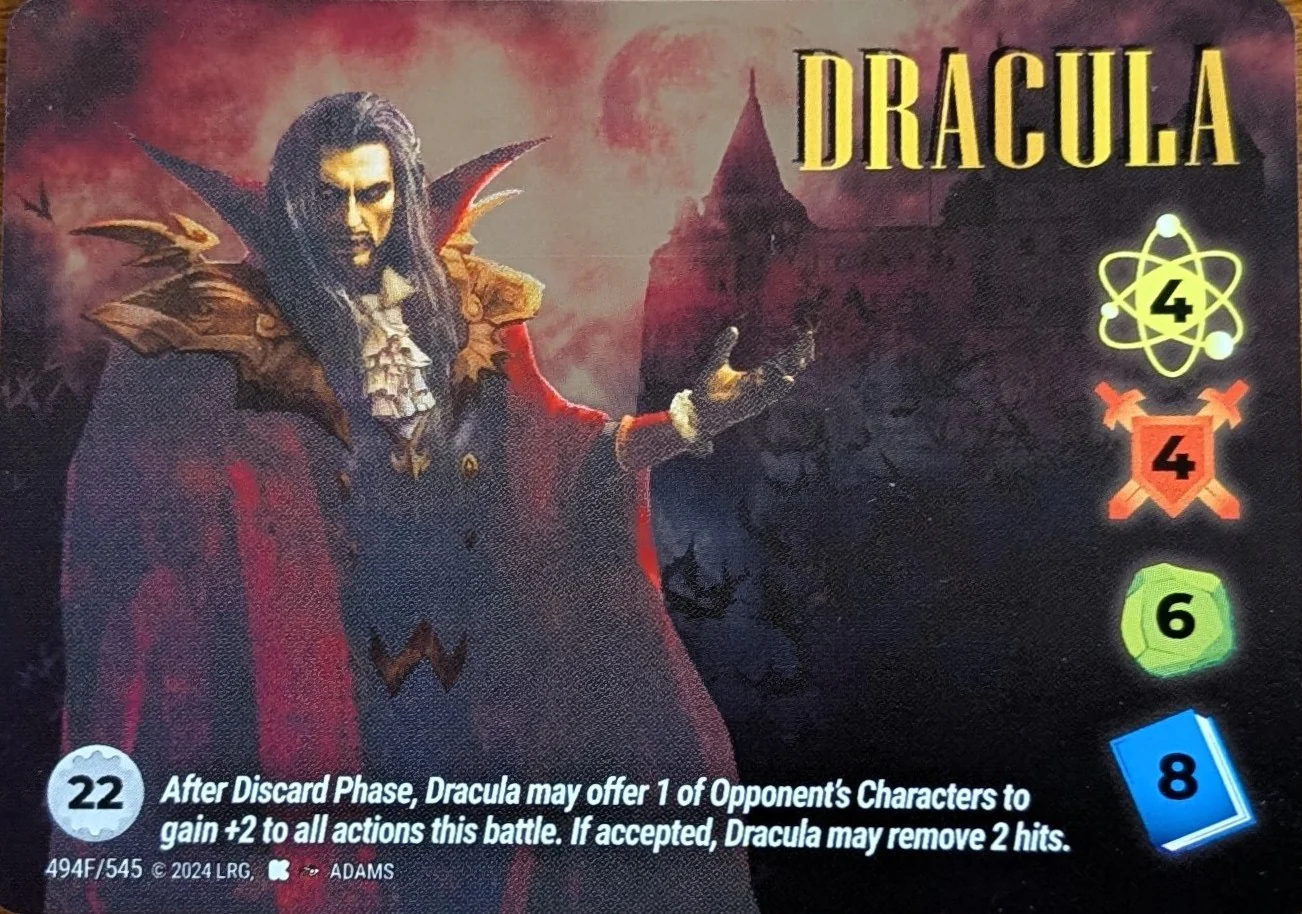 DRACULA
4
4
6
8
22
After Discard Phase, Dracula may offer 1 of Opponent's Characters to
gain +2 to all actions this battle. If accepted, Dracula may remove 2 hits.
494F/545 © 2024 LRG, ADAMS